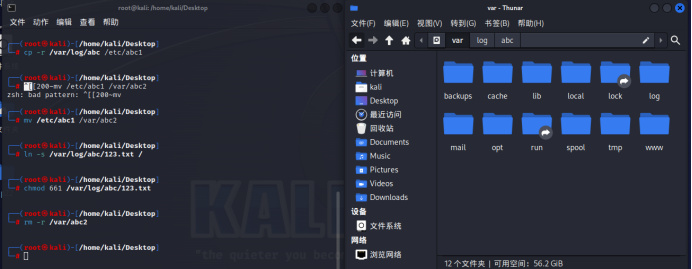 root@kali: /home/kali/Desktop
文件 动作 编辑 查看 帮助
┌──(root㉿kali)-[/home/kali/Desktop]
└─# cp -r /var/log/abc /etc/abc1
┌──(root㉿kali)-[/home/kali/Desktop]
└─# ^[[200~mv /etc/abc1 /var/abc2
zsh: bad pattern: ^[[200~mv
┌──(root㉿kali)-[/home/kali/Desktop]
└─# mv /etc/abc1 /var/abc2
┌──(root㉿kali)-[/home/kali/Desktop]
└─# ln -s /var/log/abc/123.txt /
┌──(root㉿kali)-[/home/kali/Desktop]
└─# chmod 661 /var/log/abc/123.txt
┌──(root㉿kali)-[/home/kali/Desktop]
└─# rm -r /var/abc2
┌──(root㉿kali)-[/home/kali/Desktop]
└─#
KALI
"the quieter you beco
var - Thunar
文件(F) 编辑(E) 视图(V) 转到(G) 书签(B) 帮助(H)
var log abc
位置
计算机
kali
Desktop
最近访问
回收站
Documents
Music
Pictures
Videos
Downloads
设备
文件系统
网络
浏览网络
backups cache lib local lock log
mail opt run spool tmp www
12 个文件夹 | 可用空间: 56.2 GiB